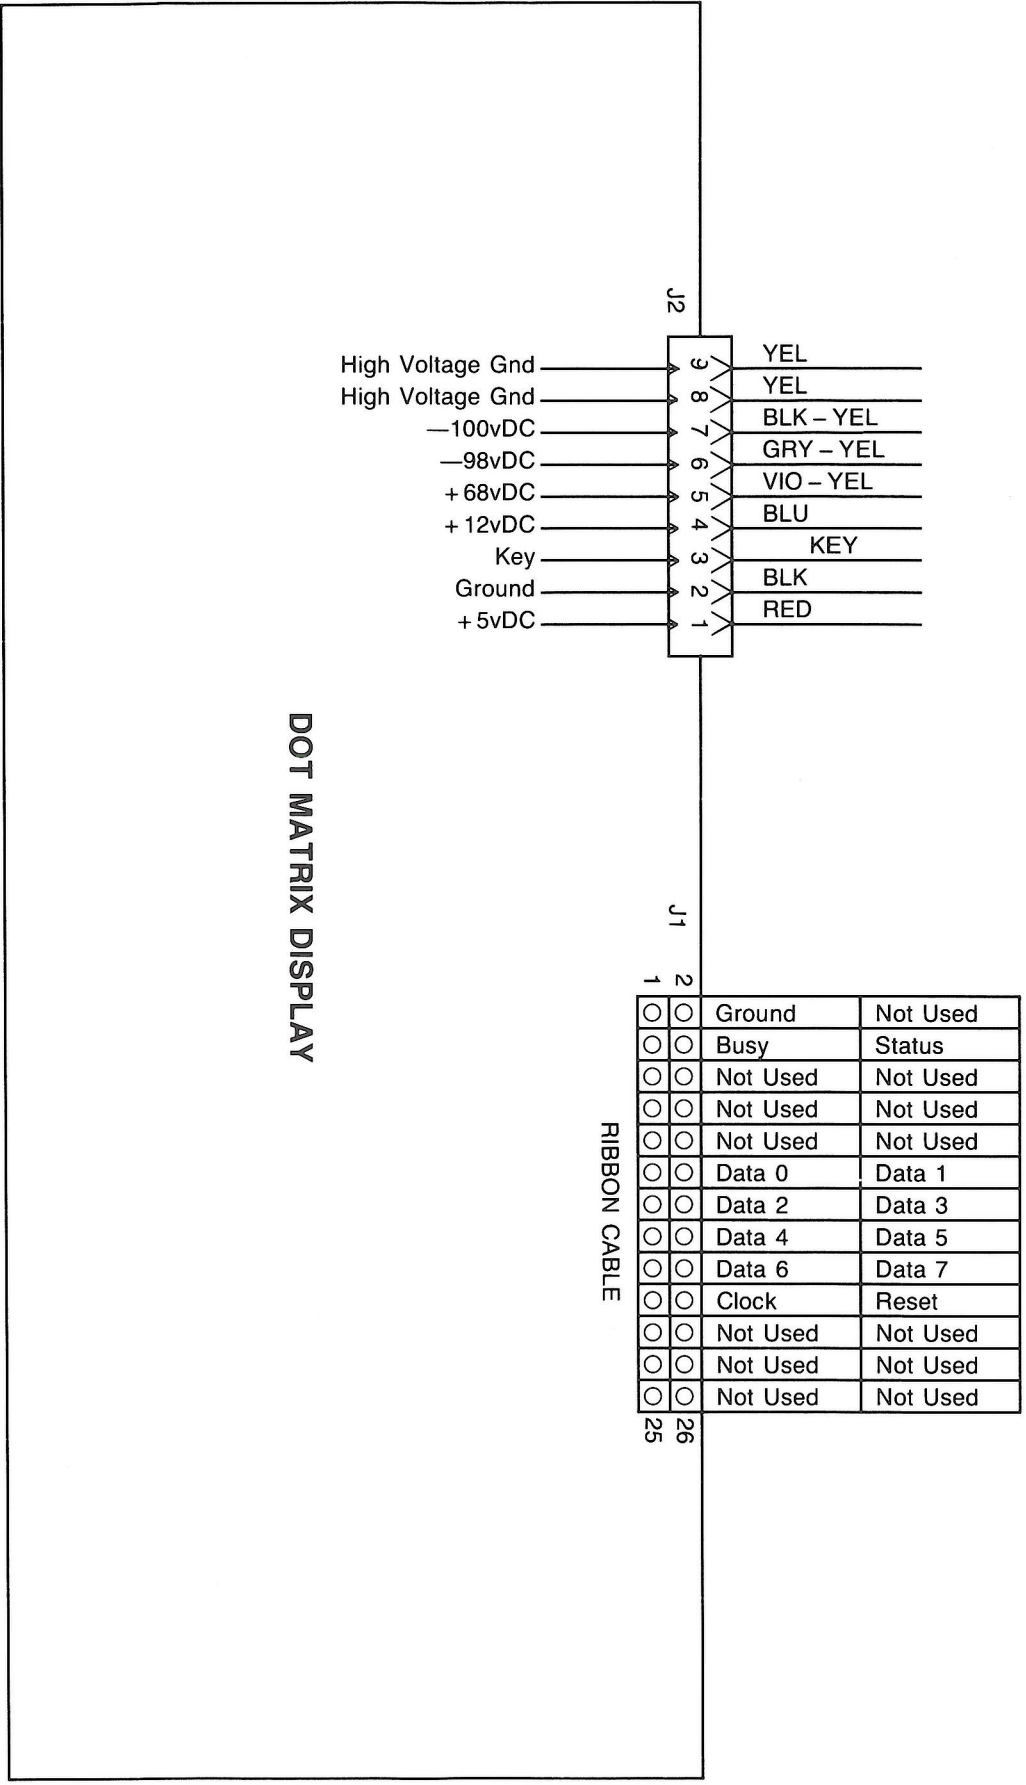 J2
High Voltage Gnd 9 YEL
High Voltage Gnd 8 YEL
—100vDC 7 BLK – YEL
—98vDC 6 GRY – YEL
+ 68vDC 5 VIO – YEL
+ 12vDC 4 BLU
Key 3 KEY
Ground 2 BLK
+ 5vDC 1 RED
DOT MATRIX DISPLAY
J1
1 2
Ground Not Used
Busy Status
Not Used Not Used
Not Used Not Used
Not Used Not Used
Data 0 Data 1
Data 2 Data 3
Data 4 Data 5
Data 6 Data 7
Clock Reset
Not Used Not Used
Not Used Not Used
Not Used Not Used
25 26
RIBBON CABLE